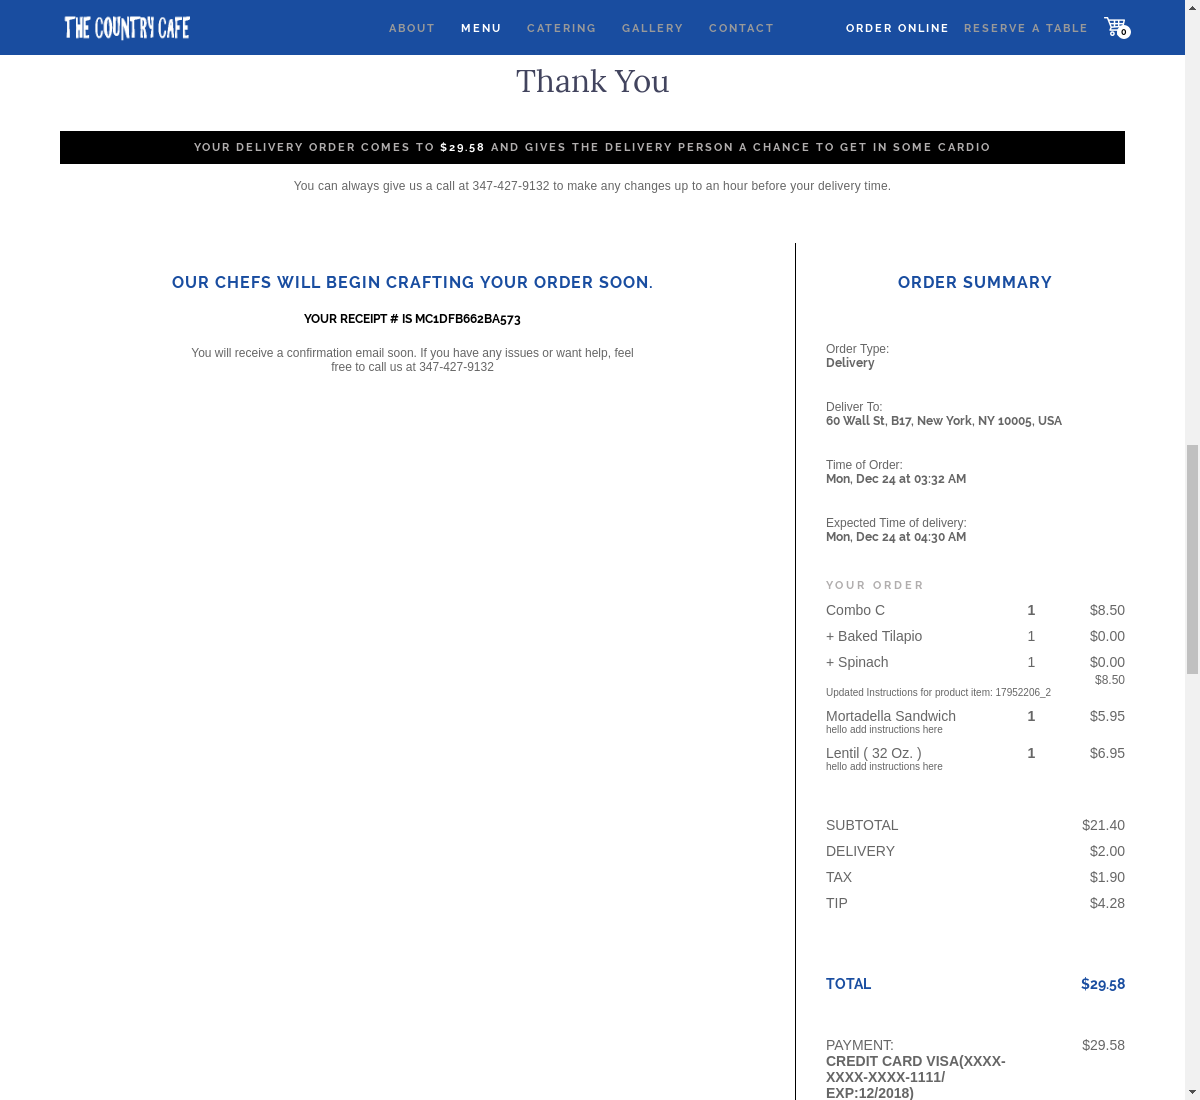 THE COUNTRY CAFE
ABOUT MENU CATERING GALLERY CONTACT ORDER ONLINE RESERVE A TABLE 0
Thank You
YOUR DELIVERY ORDER COMES TO $29.58 AND GIVES THE DELIVERY PERSON A CHANCE TO GET IN SOME CARDIO
You can always give us a call at 347-427-9132 to make any changes up to an hour before your delivery time.
OUR CHEFS WILL BEGIN CRAFTING YOUR ORDER SOON.
YOUR RECEIPT # IS MC1DFB662BA573
You will receive a confirmation email soon. If you have any issues or want help, feel
free to call us at 347-427-9132
ORDER SUMMARY
Order Type:
Delivery
Deliver To:
60 Wall St, B17, New York, NY 10005, USA
Time of Order:
Mon, Dec 24 at 03:32 AM
Expected Time of delivery:
Mon, Dec 24 at 04:30 AM
YOUR ORDER
Combo C 1 $8.50
+ Baked Tilapio 1 $0.00
+ Spinach 1 $0.00
$8.50
Updated Instructions for product item: 17952206_2
Mortadella Sandwich 1 $5.95
hello add instructions here
Lentil ( 32 Oz. ) 1 $6.95
hello add instructions here
SUBTOTAL $21.40
DELIVERY $2.00
TAX $1.90
TIP $4.28
TOTAL $29.58
PAYMENT: $29.58
CREDIT CARD VISA(XXXX-
XXXX-XXXX-1111/
EXP:12/2018)